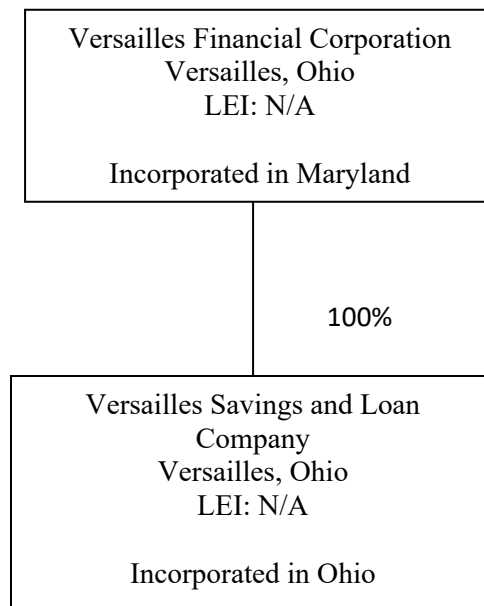 Versailles Financial Corporation
Versailles, Ohio
LEI: N/A
Incorporated in Maryland
100%
Versailles Savings and Loan
Company
Versailles, Ohio
LEI: N/A
Incorporated in Ohio